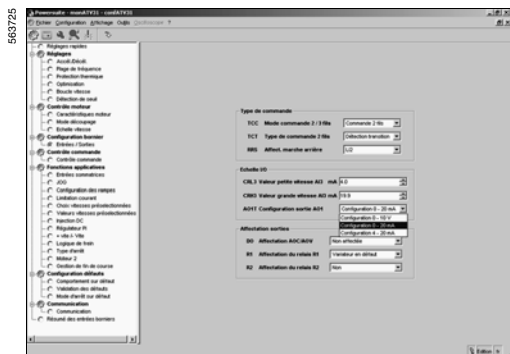 563725
Powersuite - monATV31 - confATV31
Fichier Configuration Affichage Outils Oscilloscope ?
Réglages rapides
Réglages
Accél./Décél.
Plage de fréquence
Protection thermique
Optimisation
Boucle vitesse
Détection de seuil
Contrôle moteur
Caractéristiques moteur
Mode découpage
Echelle vitesse
Configuration bornier
Entrées / Sorties
Contrôle commande
Contrôle commande
Fonctions applicatives
Entrées sommatrices
JOG
Configuration des rampes
Limitation courant
Choix vitesses présélectionnées
Valeurs vitesses présélectionnées
Injection DC
Régulateur PI
+ vite / - Vite
Logique de frein
Type d'arrêt
Moteur 2
Gestion de fin de course
Configuration défauts
Comportement sur défaut
Validation des défauts
Mode d'arrêt sur défaut
Communication
Communication
Résumé des entrées borniers
Type de commande
TCC Mode commande 2 / 3 fils Commande 2 fils
TCT Type de commande 2 fils Détection transition
RRS Affect. marche arrière LI2
Echelle I/O
CRL3 Valeur petite vitesse AI3 mA 4.0
CRH3 Valeur grande vitesse AI3 mA
AO1T Configuration sortie AO1 Configuration 0 - 20 mA
Configuration 0 - 10 V
Configuration 0 - 20 mA
Configuration 4 - 20 mA
Affectation sorties
DO Affectation AOC/AOV Non affectée
R1 Affectation du relais R1 Variateur en défaut
R2 Affectation du relais R2 Non
Edition